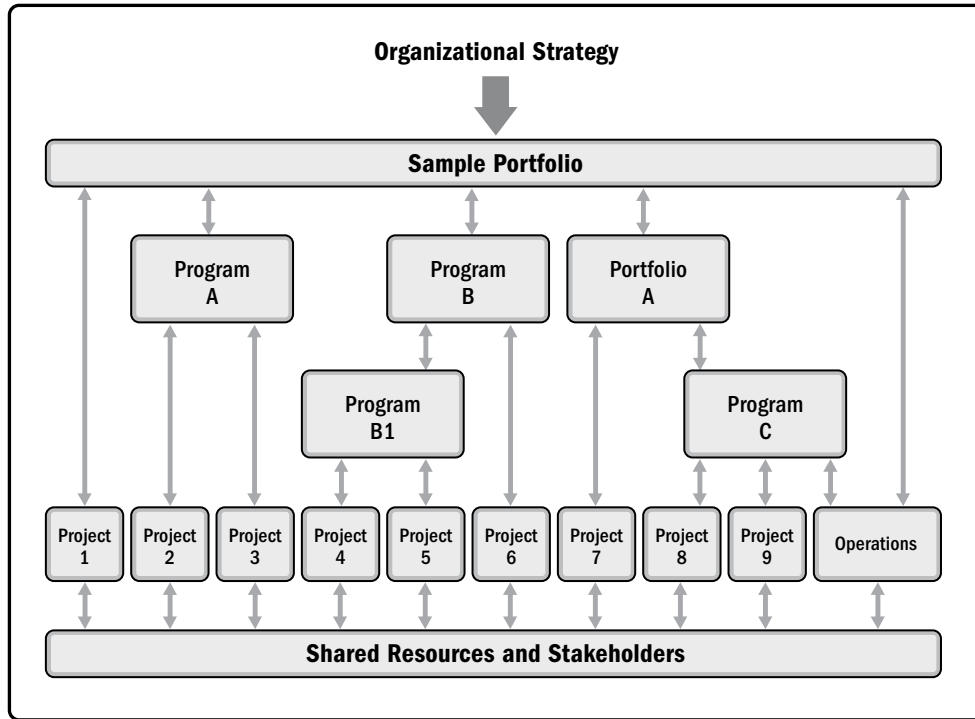 Organizational Strategy
Sample Portfolio
Program
A
Program
B
Portfolio
A
Program
B1
Program
C
Project
1
Project
2
Project
3
Project
4
Project
5
Project
6
Project
7
Project
8
Project
9
Operations
Shared Resources and Stakeholders